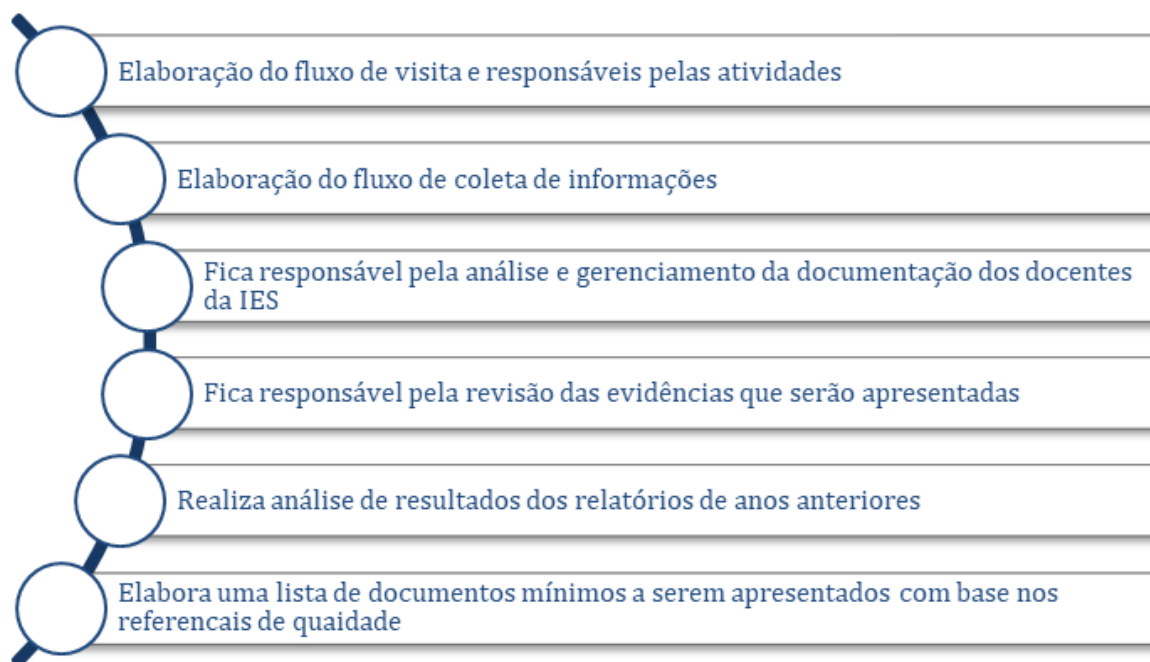 Elaboração do fluxo de visita e responsáveis pelas atividades
Elaboração do fluxo de coleta de informações
Fica responsável pela análise e gerenciamento da documentação dos docentes
da IES
Fica responsável pela revisão das evidências que serão apresentadas
Realiza análise de resultados dos relatórios de anos anteriores
Elabora uma lista de documentos mínimos a serem apresentados com base nos
referencais de quaidade